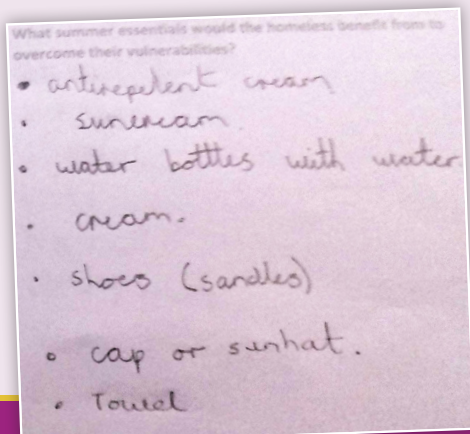 What summer essentials would the homeless benefit from to
overcome their vulnerabilities?
• antirepelent cream
• suncream
• water bottles with water
• cream.
• shoes (sandles)
• cap or sunhat.
• Towel